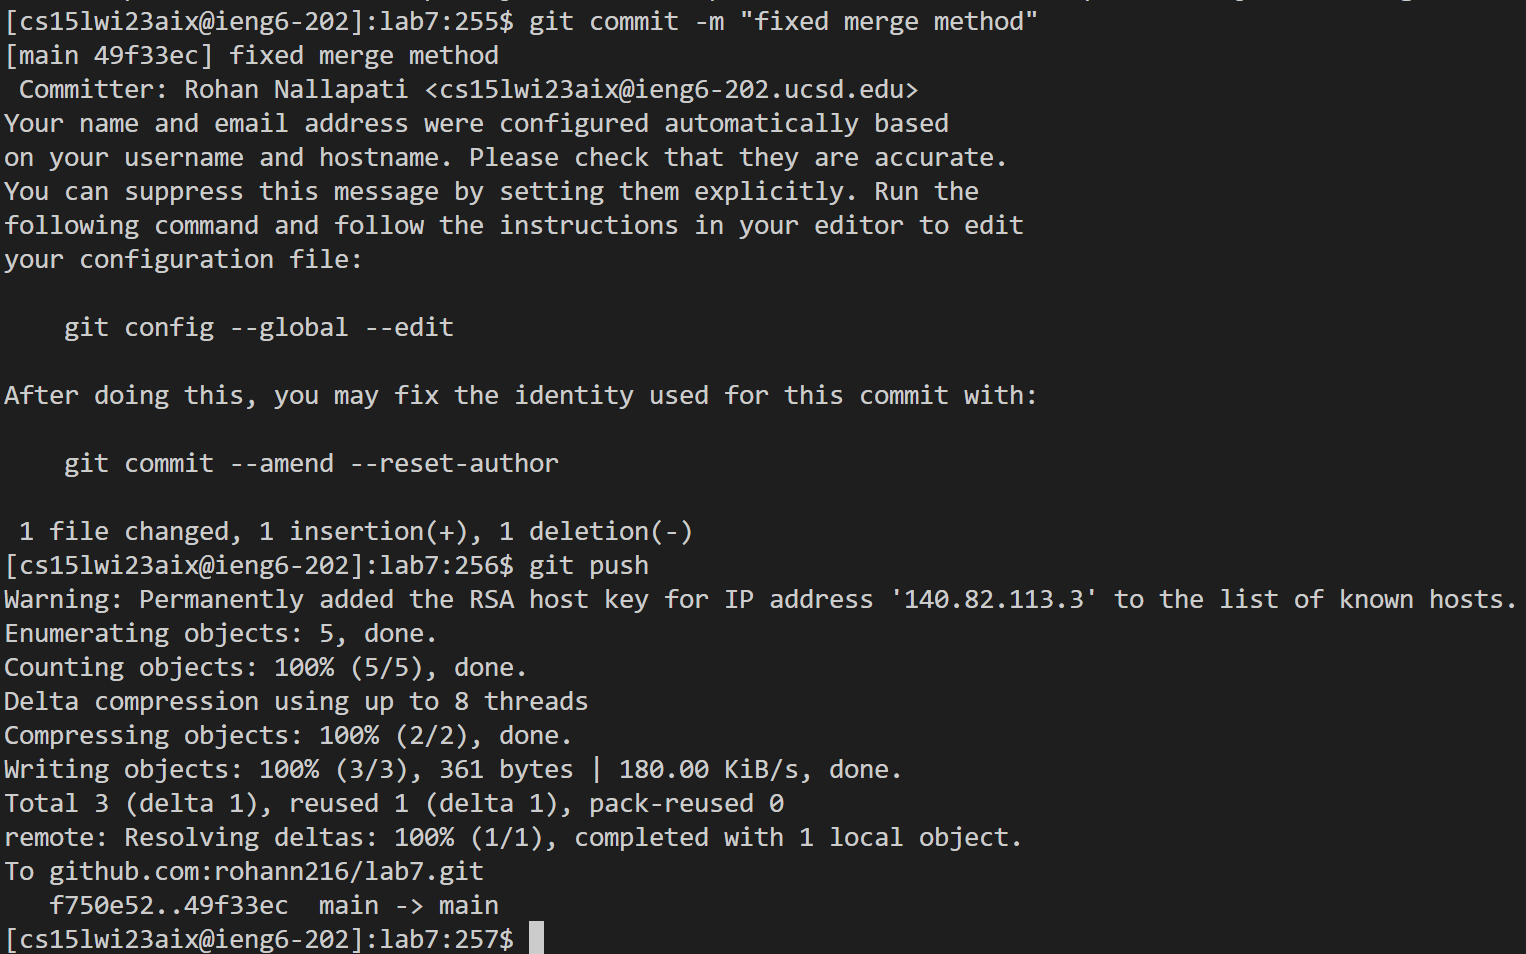 [cs15lwi23aix@ieng6-202]:lab7:255$ git commit -m "fixed merge method"
[main 49f33ec] fixed merge method
 Committer: Rohan Nallapati <cs15lwi23aix@ieng6-202.ucsd.edu>
Your name and email address were configured automatically based
on your username and hostname. Please check that they are accurate.
You can suppress this message by setting them explicitly. Run the
following command and follow the instructions in your editor to edit
your configuration file:

    git config --global --edit

After doing this, you may fix the identity used for this commit with:

    git commit --amend --reset-author

 1 file changed, 1 insertion(+), 1 deletion(-)
[cs15lwi23aix@ieng6-202]:lab7:256$ git push
Warning: Permanently added the RSA host key for IP address '140.82.113.3' to the list of known hosts.
Enumerating objects: 5, done.
Counting objects: 100% (5/5), done.
Delta compression using up to 8 threads
Compressing objects: 100% (2/2), done.
Writing objects: 100% (3/3), 361 bytes | 180.00 KiB/s, done.
Total 3 (delta 1), reused 1 (delta 1), pack-reused 0
remote: Resolving deltas: 100% (1/1), completed with 1 local object.
To github.com:rohann216/lab7.git
   f750e52..49f33ec  main -> main
[cs15lwi23aix@ieng6-202]:lab7:257$